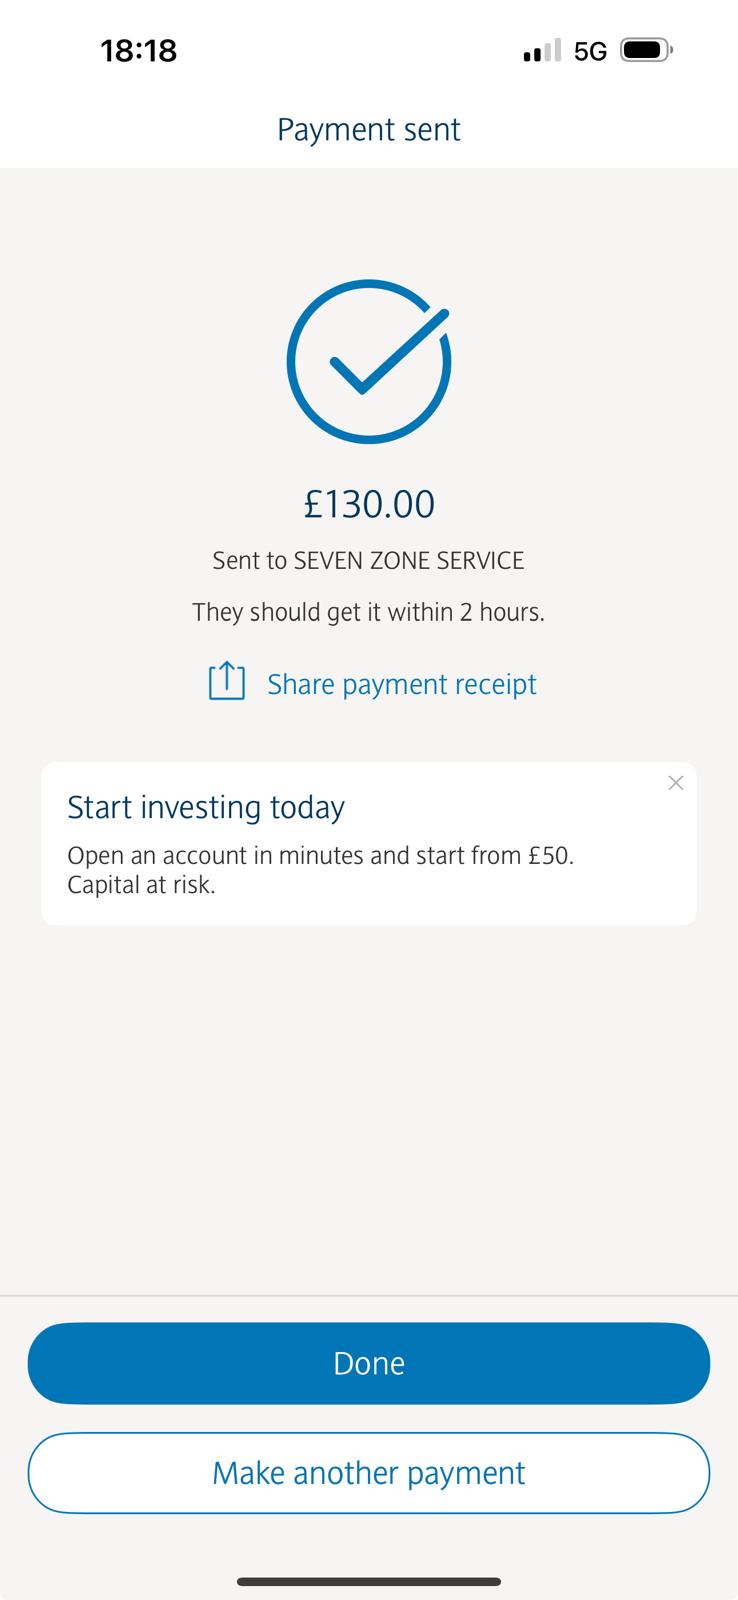 18:18
5G
Payment sent
£130.00
Sent to SEVEN ZONE SERVICE
They should get it within 2 hours.
Share payment receipt
Start investing today
Open an account in minutes and start from £50.
Capital at risk.
Done
Make another payment